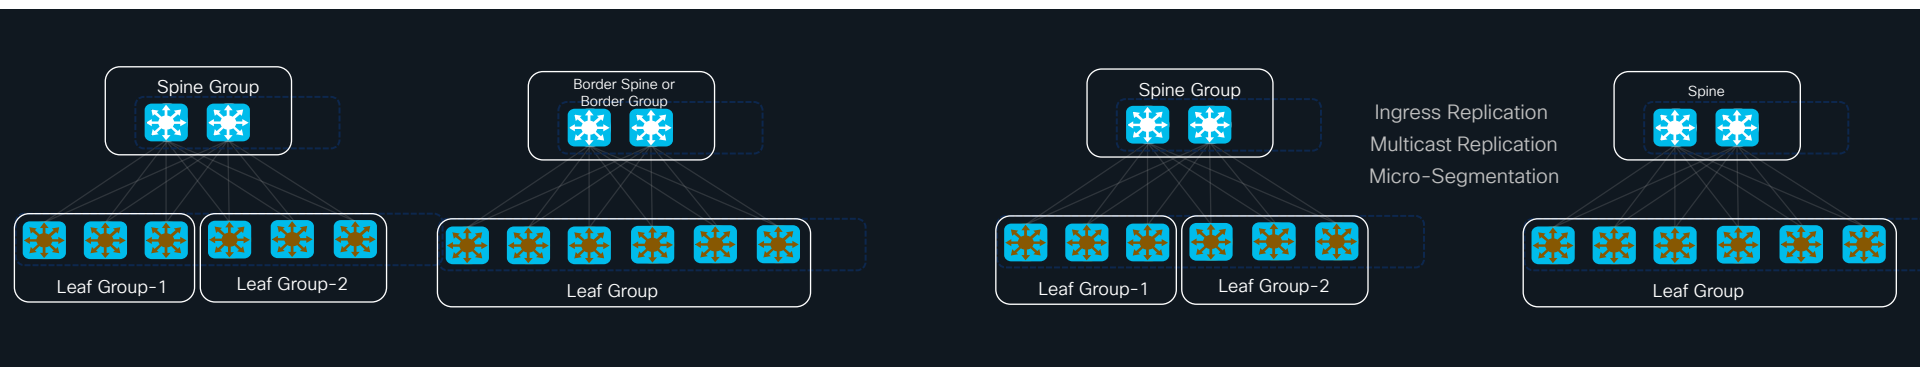 Spine Group
Leaf Group-1
Leaf Group-2
Border Spine or
Border Group
Leaf Group
Spine Group
Leaf Group-1
Leaf Group-2
Ingress Replication
Multicast Replication
Micro-Segmentation
Spine
Leaf Group